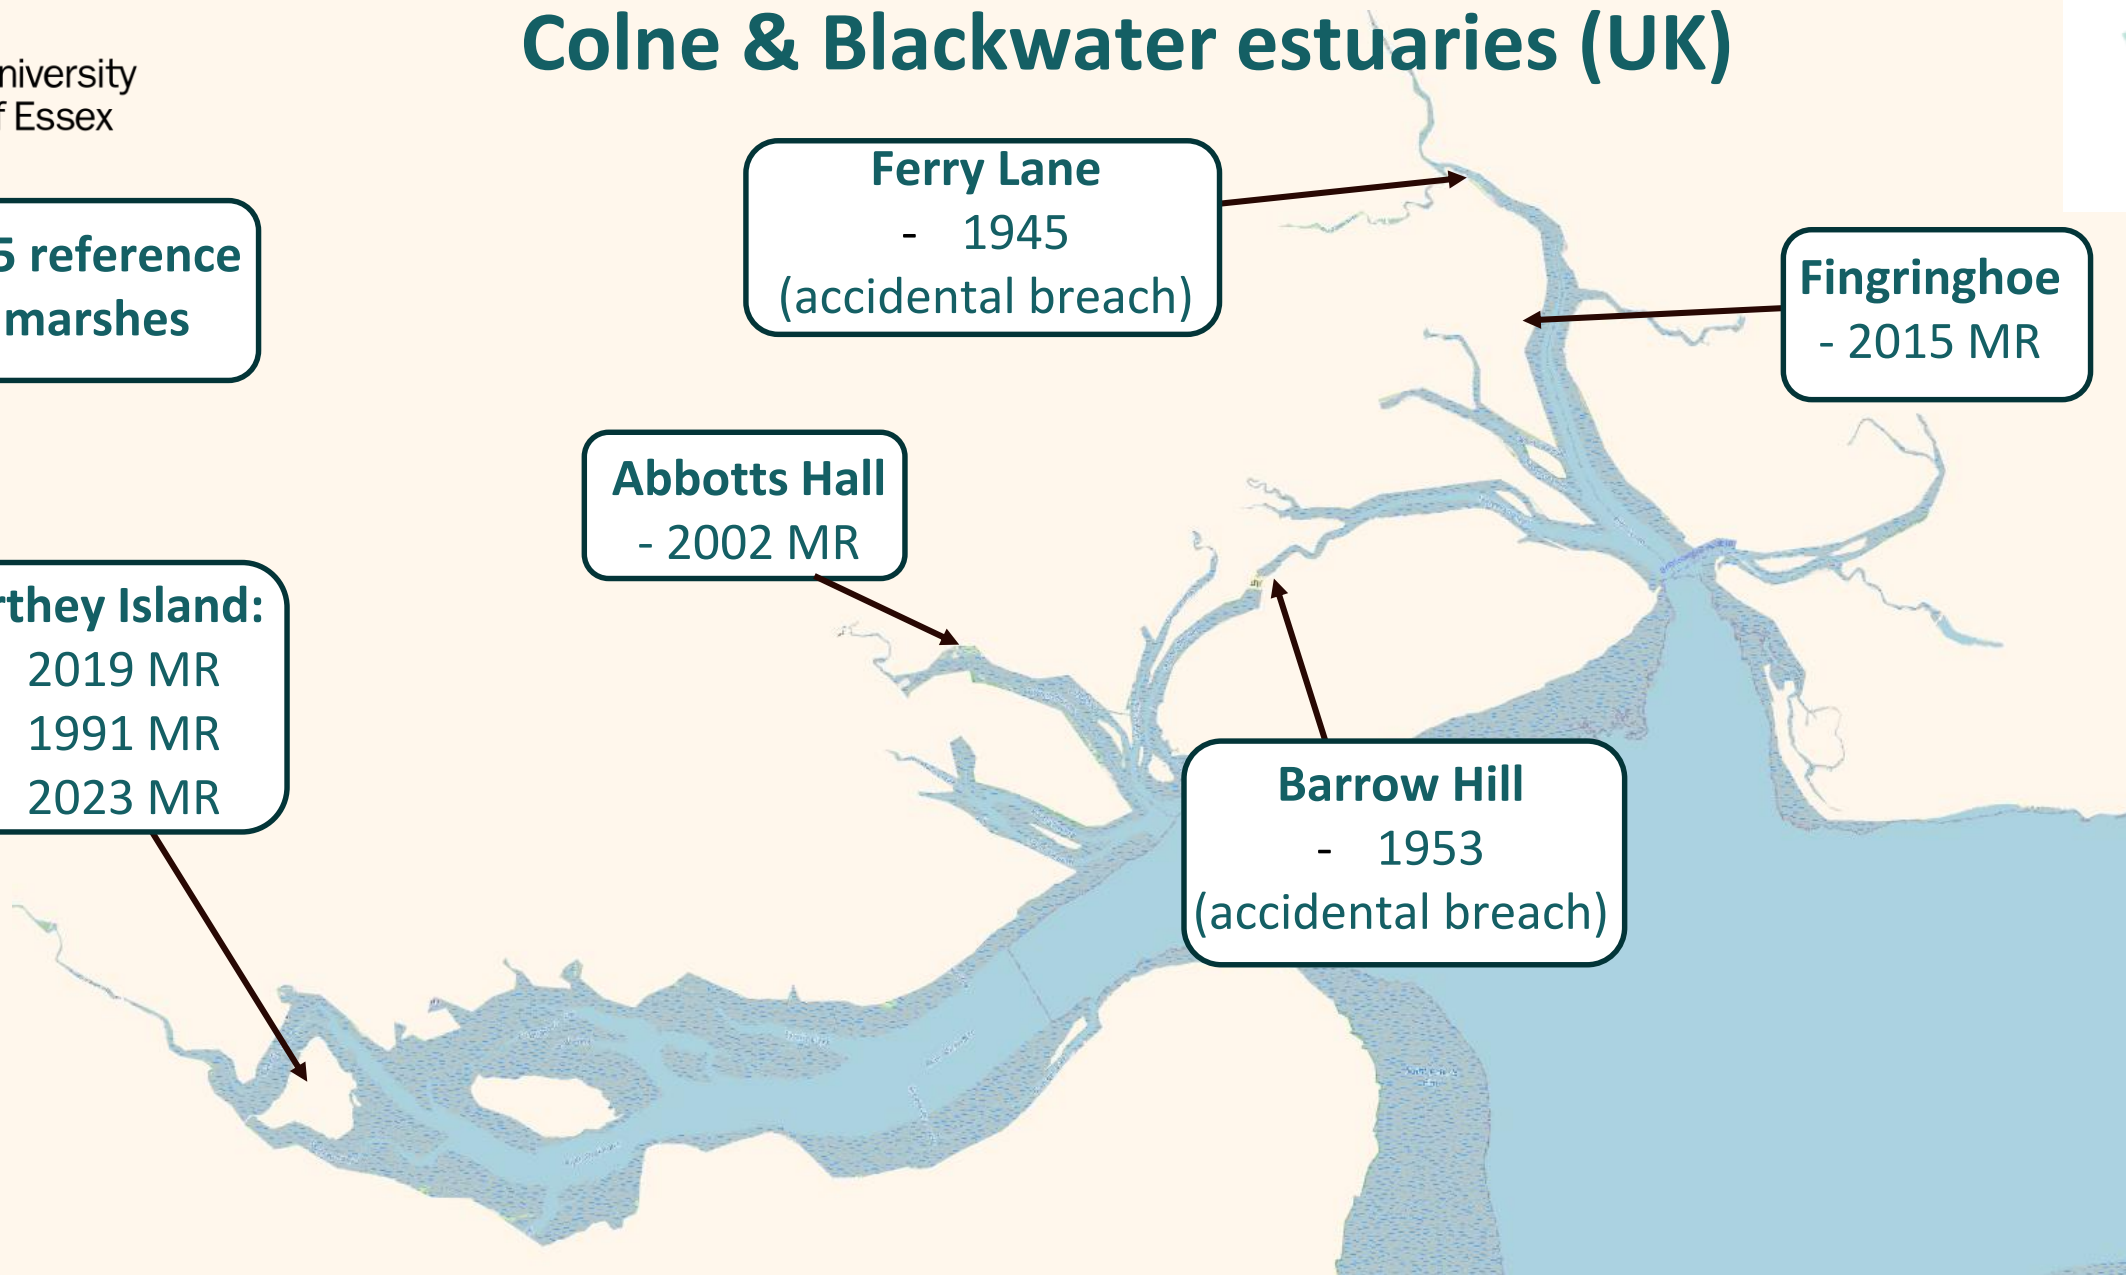 Colne & Blackwater estuaries (UK)
niversity
f Essex
Ferry Lane
- 1945
(accidental breach)
5 reference
marshes
Fingringhoe
- 2015 MR
Abbotts Hall
- 2002 MR
rthey Island:
2019 MR
1991 MR
2023 MR
Barrow Hill
- 1953
(accidental breach)